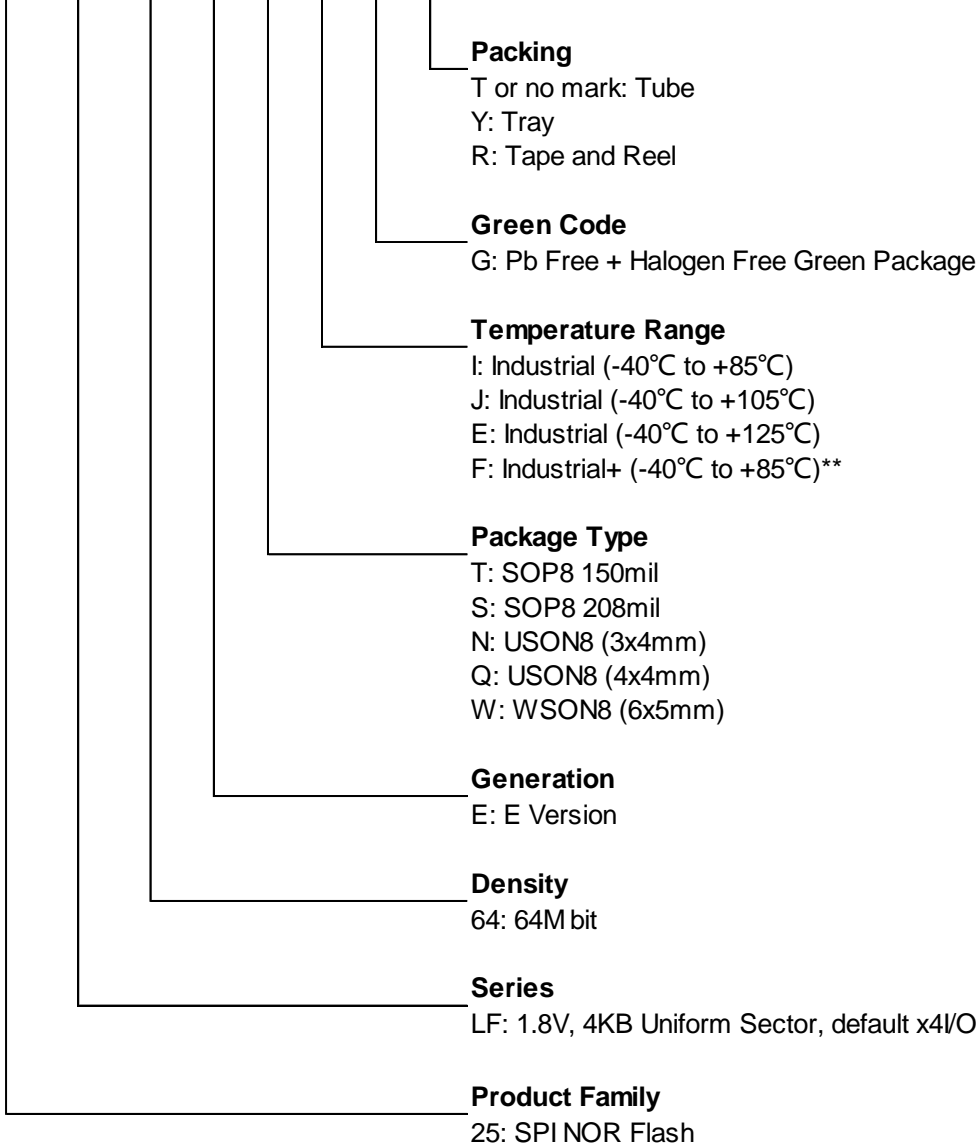 Packing
T or no mark: Tube
Y: Tray
R: Tape and Reel
Green Code
G: Pb Free + Halogen Free Green Package
Temperature Range
I: Industrial (-40℃ to +85℃)
J: Industrial (-40℃ to +105℃)
E: Industrial (-40℃ to +125℃)
F: Industrial+ (-40℃ to +85℃)**
Package Type
T: SOP8 150mil
S: SOP8 208mil
N: USON8 (3x4mm)
Q: USON8 (4x4mm)
W: WSON8 (6x5mm)
Generation
E: E Version
Density
64: 64M bit
Series
LF: 1.8V, 4KB Uniform Sector, default x4I/O
Product Family
25: SPI NOR Flash